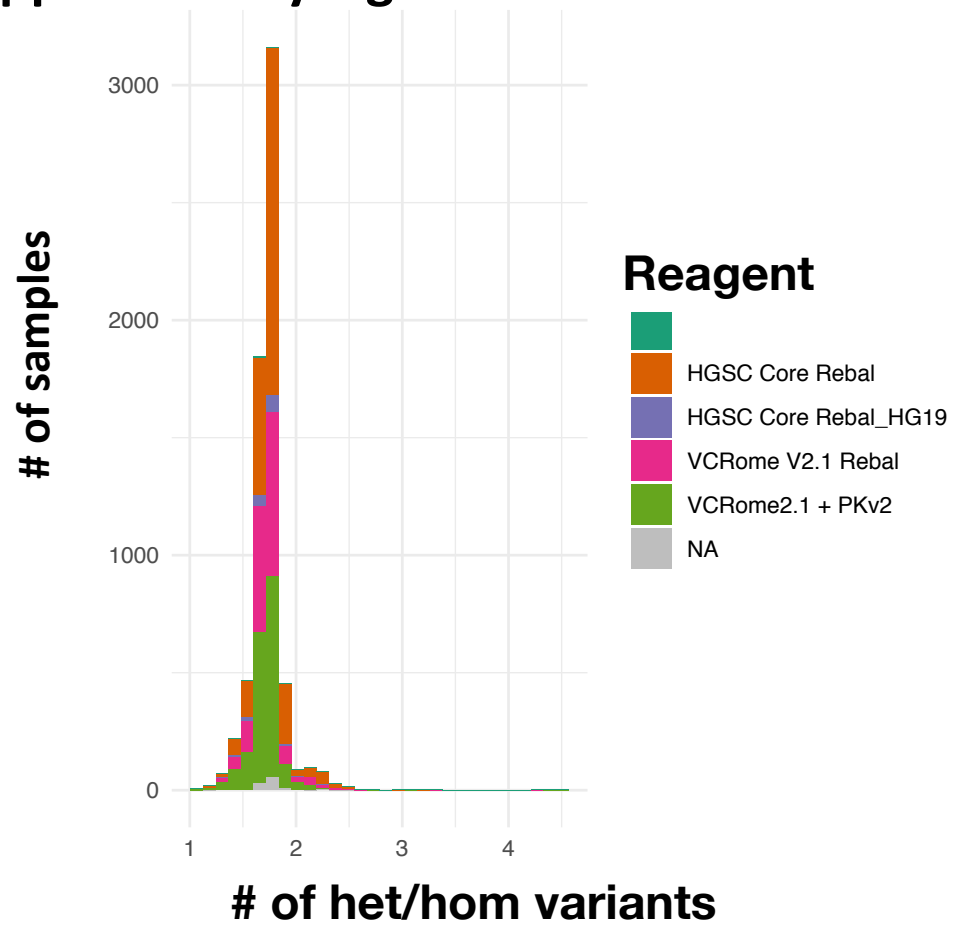 3000
2000
1000
0
1 2 3 4
# of samples
# of het/hom variants
Reagent
HGSC Core Rebal
HGSC Core Rebal_HG19
VCRome V2.1 Rebal
VCRome2.1 + PKv2
NA